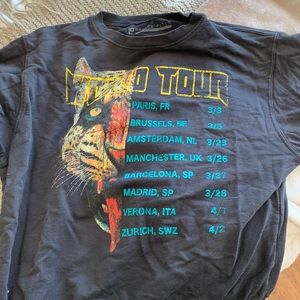 WORLD TOUR
PARIS, FR 3/3
BRUSSELS, BE 3/5
AMSTERDAM, NL 3/23
MANCHESTER, UK 3/26
BARCELONA, SP 3/27
MADRID, SP 3/28
VERONA, ITA 4/1
ZURICH, SWZ 4/2